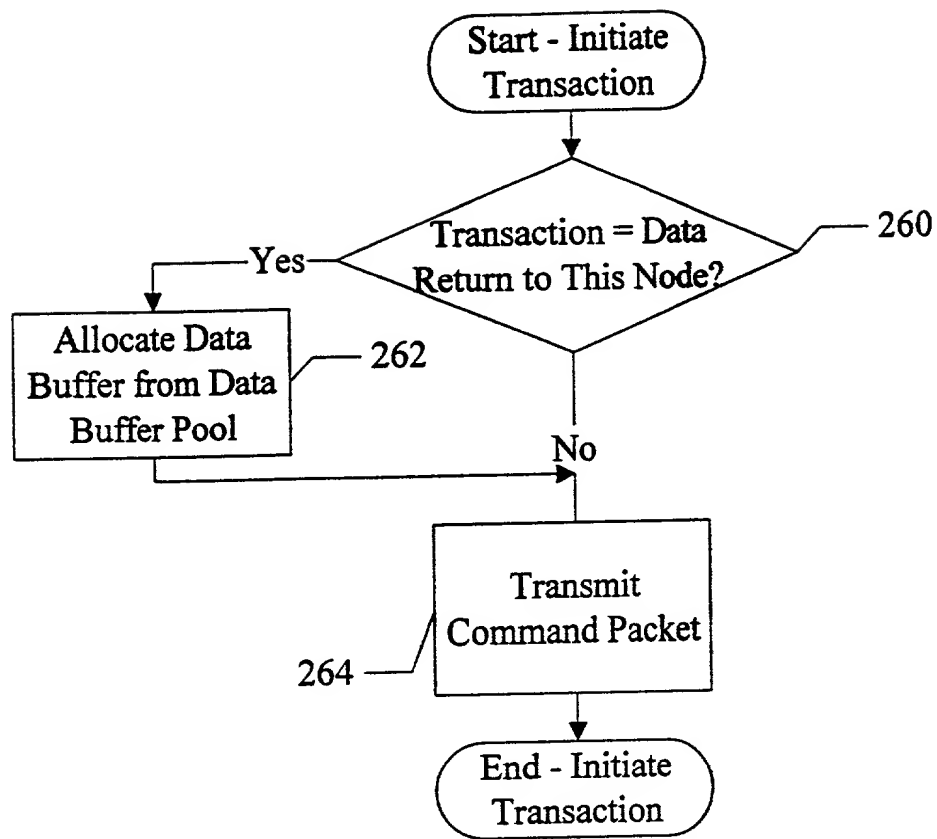 Start - Initiate
Transaction
Transaction = Data
Return to This Node?
260
Yes
Allocate Data
Buffer from Data
Buffer Pool
262
No
Transmit
Command Packet
264
End - Initiate
Transaction